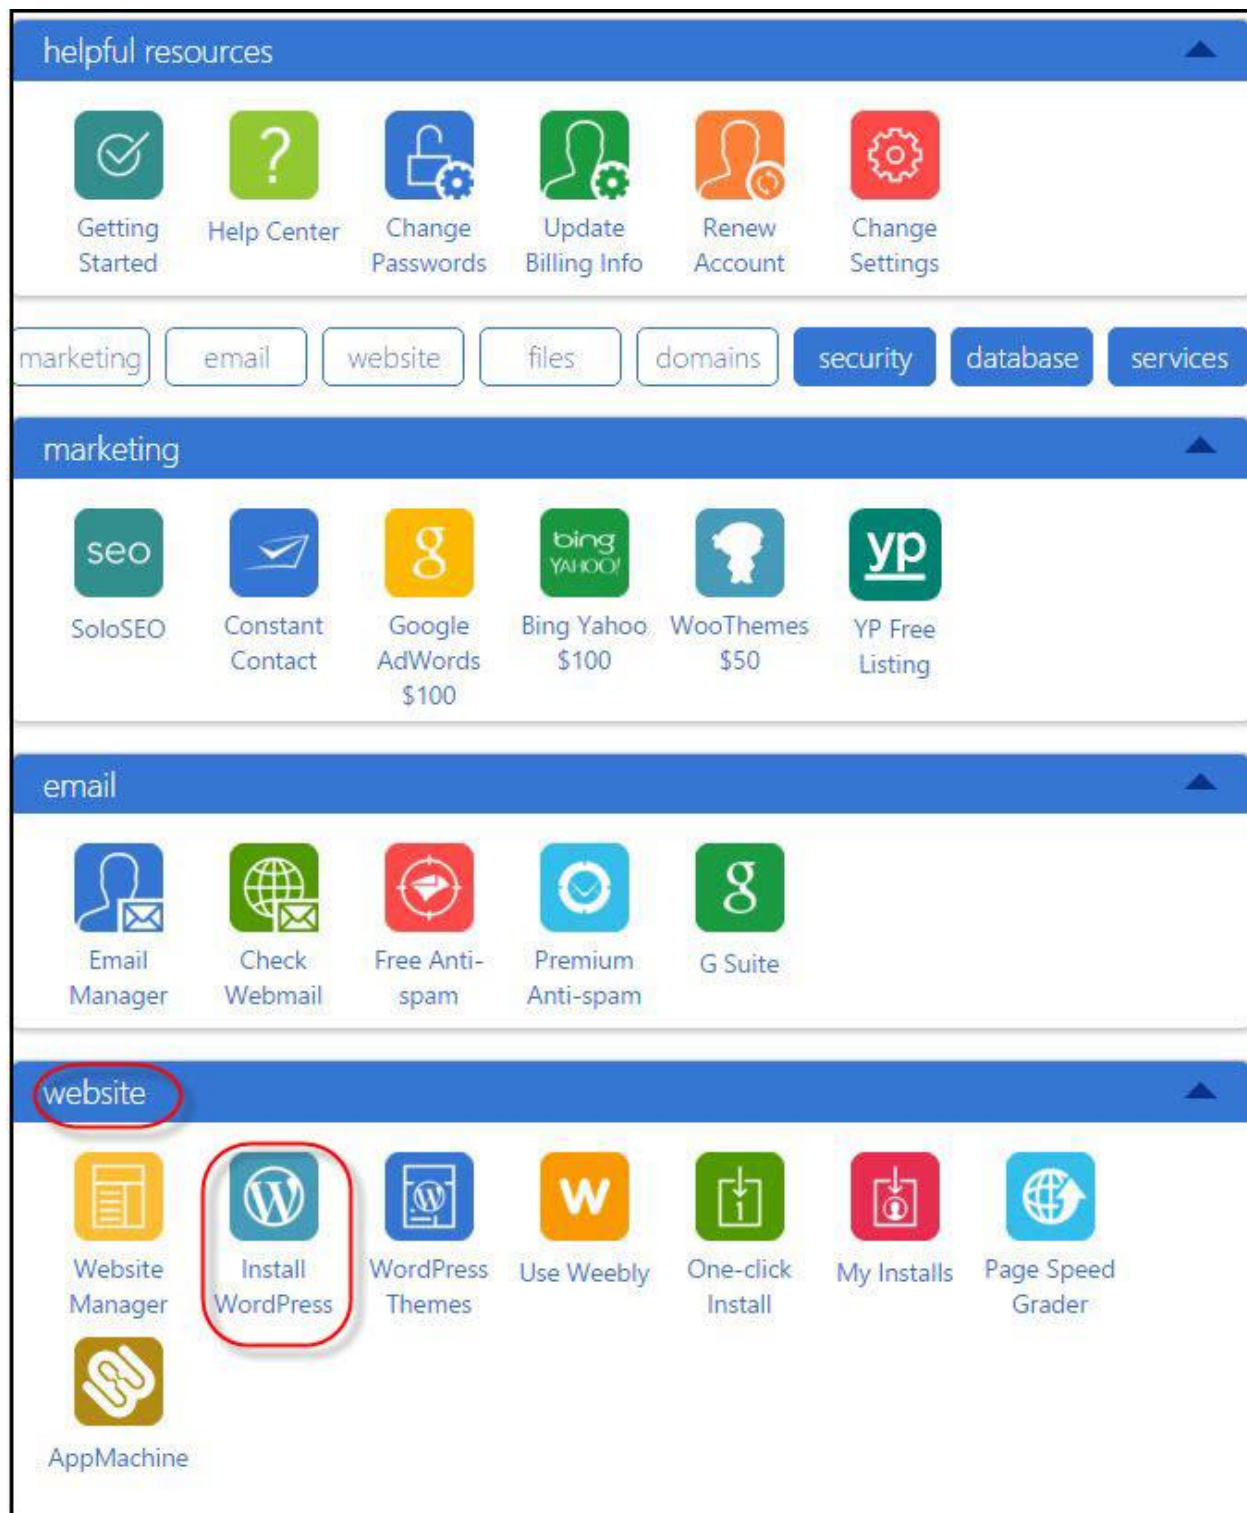 helpful resources
?
Getting Started
Help Center
Change Passwords
Update Billing Info
Renew Account
Change Settings
marketing email website files domains security database services
marketing
seo
g
bing
YAHOO!
yp
SoloSEO
Constant Contact
Google AdWords $100
Bing Yahoo $100
WooThemes $50
YP Free Listing
email
g
Email Manager
Check Webmail
Free Anti-spam
Premium Anti-spam
G Suite
website
W
W
w
1
Website Manager
Install WordPress
WordPress Themes
Use Weebly
One-click Install
My Installs
Page Speed Grader
AppMachine